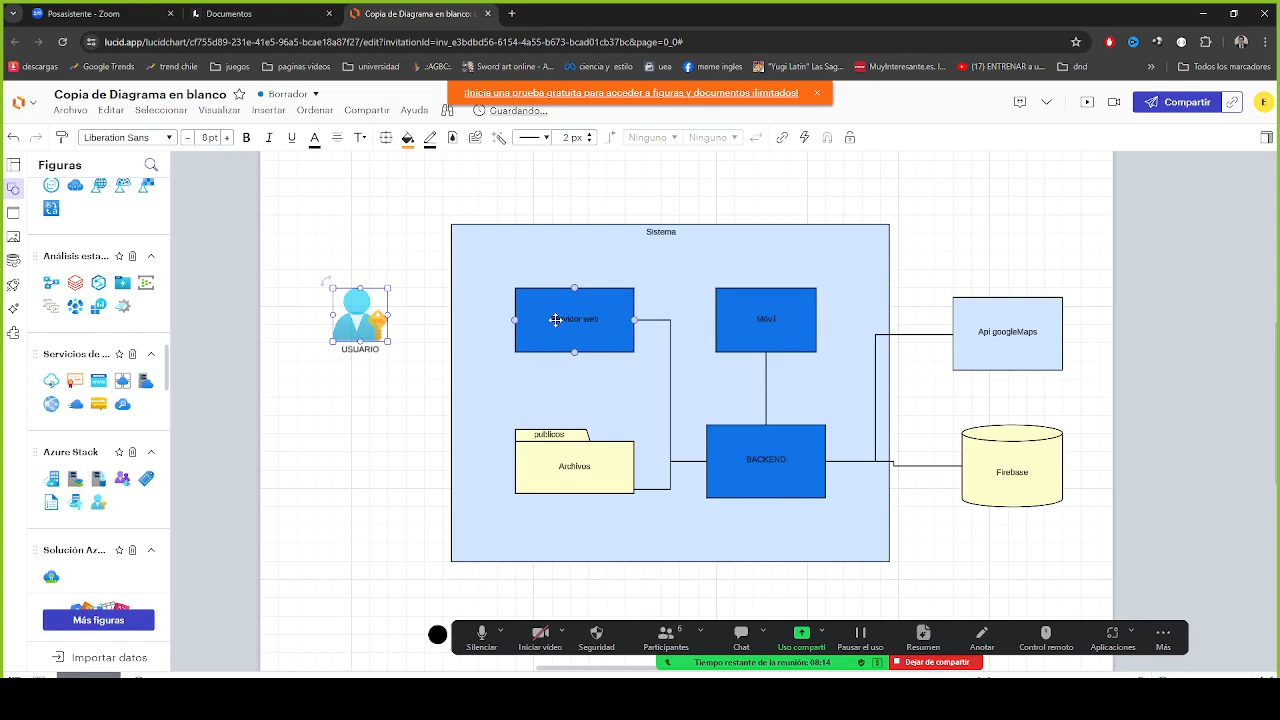 Posasistente - Zoom
Documentos
Copia de Diagrama en blanco:
lucid.app/lucidchart/cf755d89-231e-41e5-96a5-bcae18a87f27/edit?invitationId=inv_e3bdbd56-6154-4a55-b673-bcad01cb37bc&page=0_0#
descargas
Google Trends
trend chile
juegos
paginas videos
universidad
.:AGBC:.
Sword art online - A...
ciencia y estilo
uea
meme ingles
"Yugi Latin" Las Sag...
MuyInteresante.es. I...
(17) ENTRENAR a u...
dnd
Todos los marcadores
Copia de Diagrama en blanco
Borrador
¡Inicia una prueba gratuita para acceder a figuras y documentos ilimitados!
Archivo Editar Seleccionar Visualizar Insertar Ordenar Compartir Ayuda
Guardando...
Compartir
E
Liberation Sans
8 pt
B I U A T
2 px
Ninguno
Ninguno
Figuras
Análisis esta...
Servicios de ...
Azure Stack
Solución Az...
Más figuras
Importar datos
Sistema
Móvil
Api googleMaps
USUARIO
publicos
Archivos
BACKEND
Firebase
Silenciar
Iniciar video
Seguridad
Participantes
6
Chat
Uso comparti
Pausar el uso
Resumen
Anotar
Control remoto
Aplicaciones
Más
Tiempo restante de la reunión: 08:14
Dejar de compartir